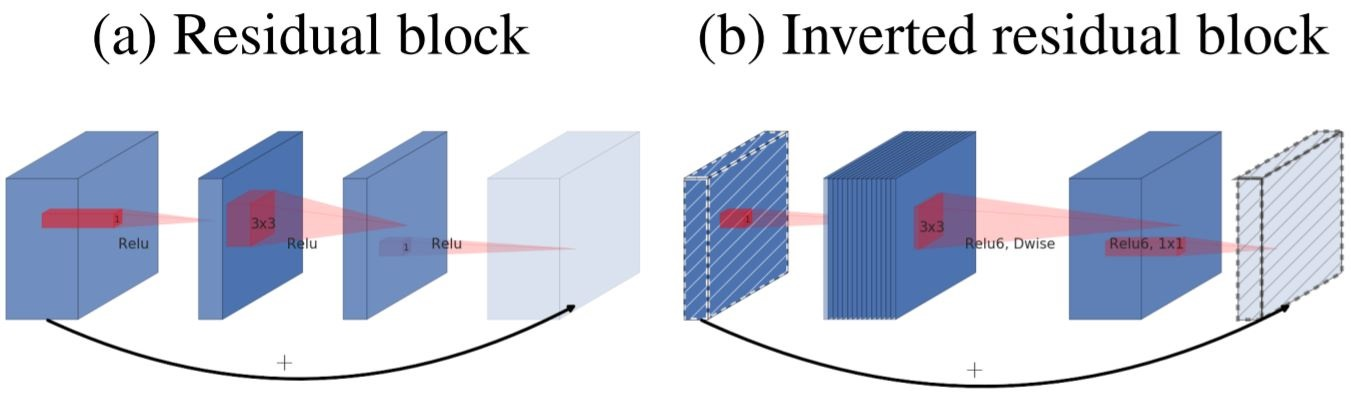 (a) Residual block
(b) Inverted residual block
1
Relu
3x3
Relu
1
Relu
+
1
3x3
Relu6, Dwise
Relu6, 1x1
+